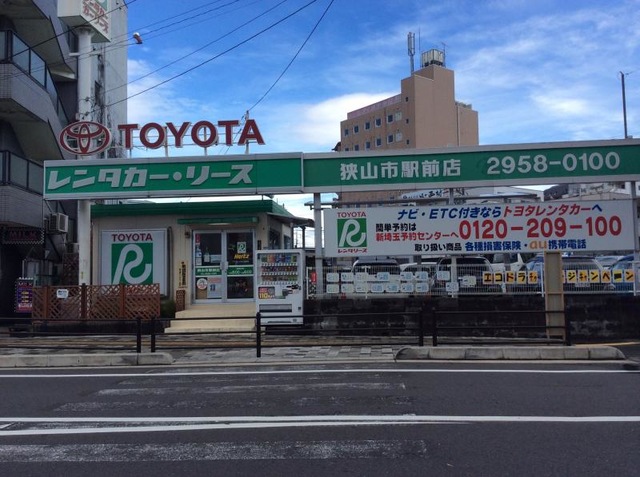 TOYOTA
レンタカー・リース
狭山市駅前店 2958-0100
TOYOTA
R
Hertz
TOYOTA
R
レンタリース
ナビ・ETC付きならトヨタレンタカーへ
簡単予約は
新埼玉予約センターへ
0120-209-100
取り扱い商品 各種損害保険・au携帯電話